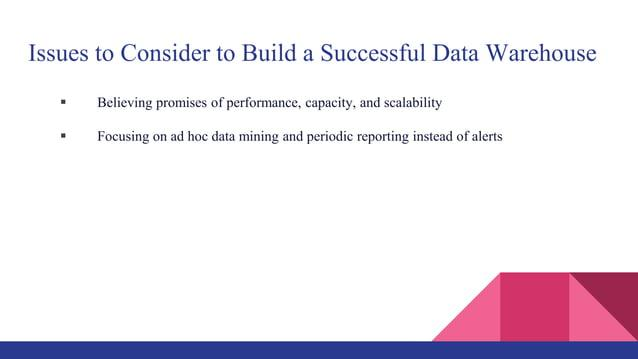 Issues to Consider to Build a Successful Data Warehouse
▪ Believing promises of performance, capacity, and scalability
▪ Focusing on ad hoc data mining and periodic reporting instead of alerts